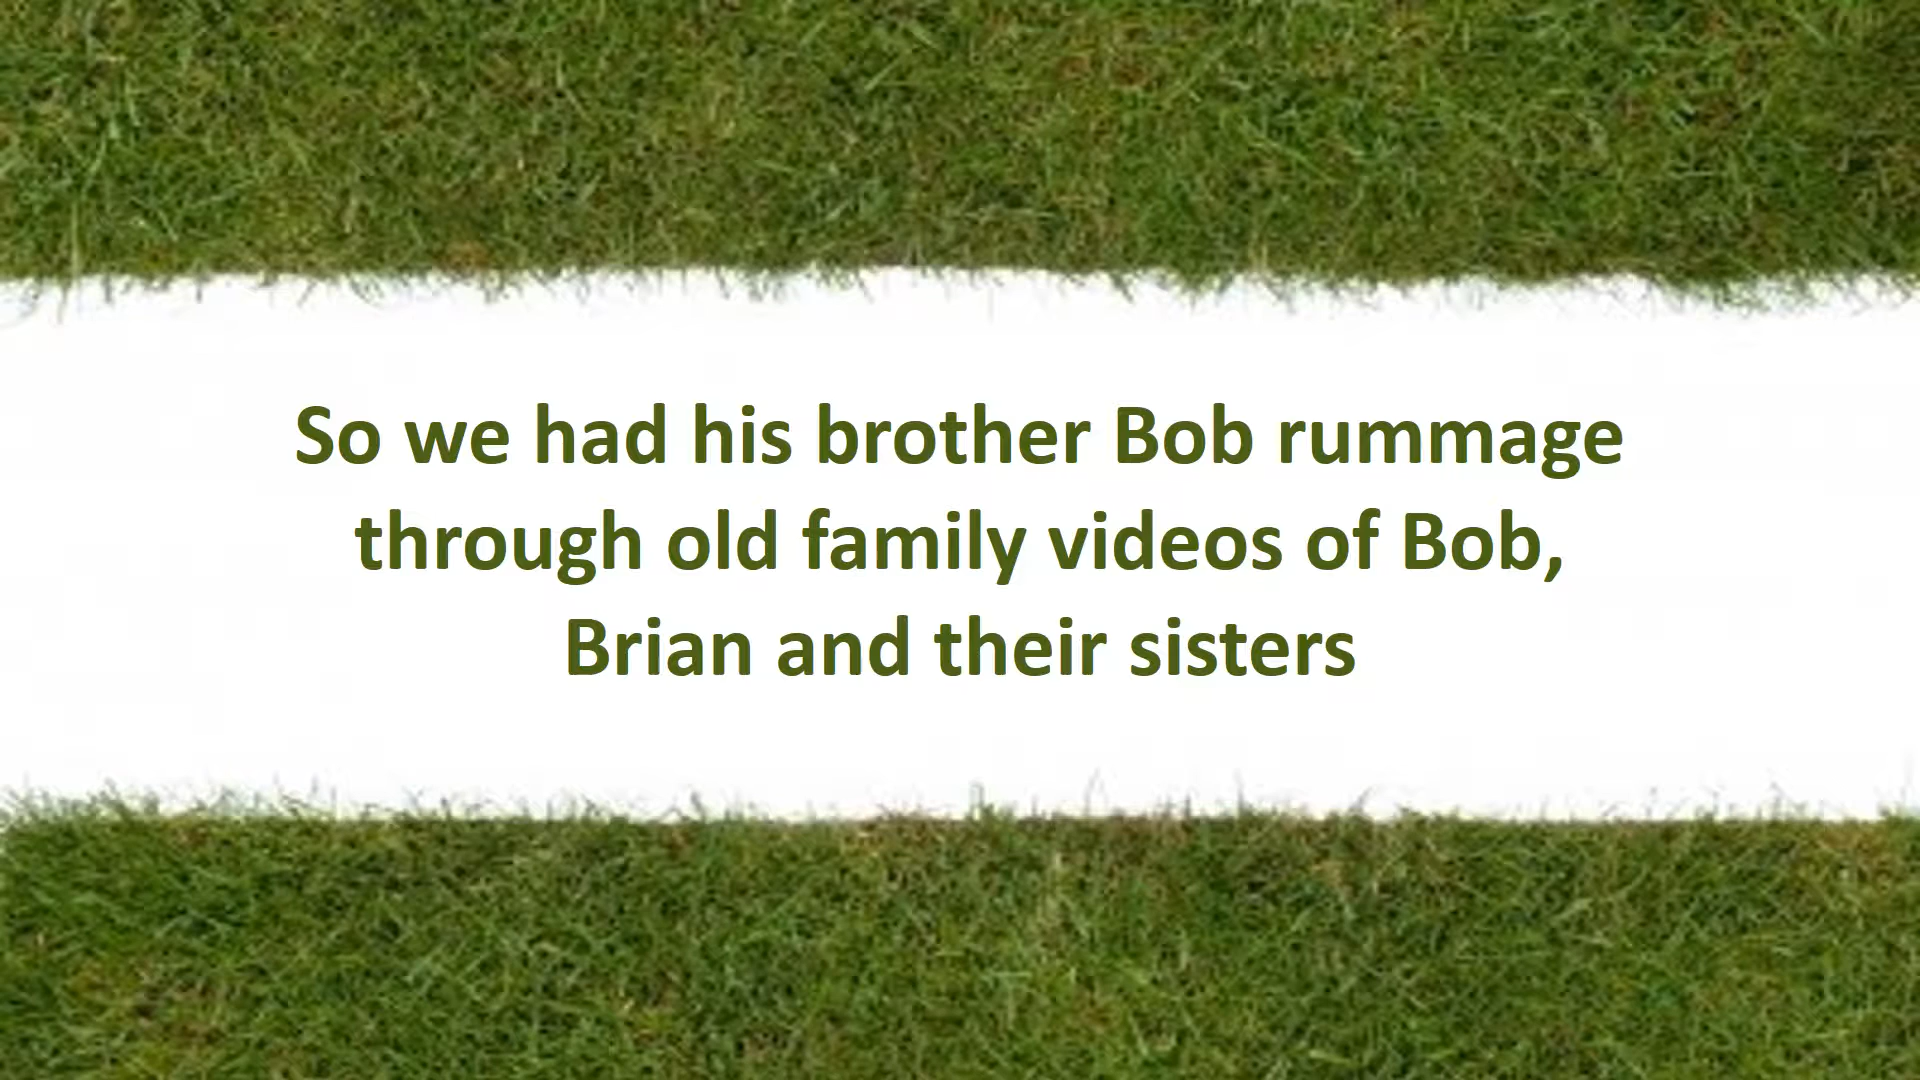 So we had his brother Bob rummage
through old family videos of Bob,
Brian and their sisters